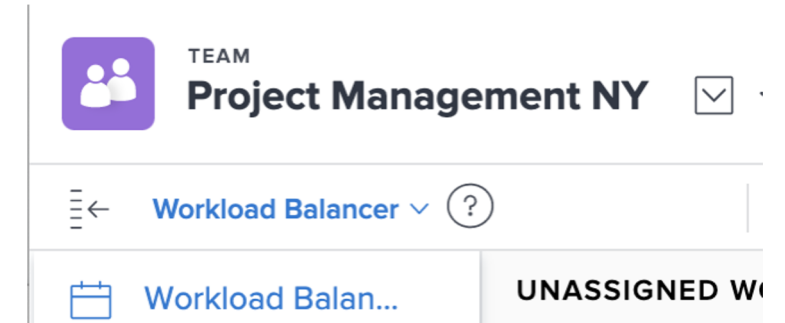 TEAM
Project Management NY
Workload Balancer ?
Workload Balan...
UNASSIGNED